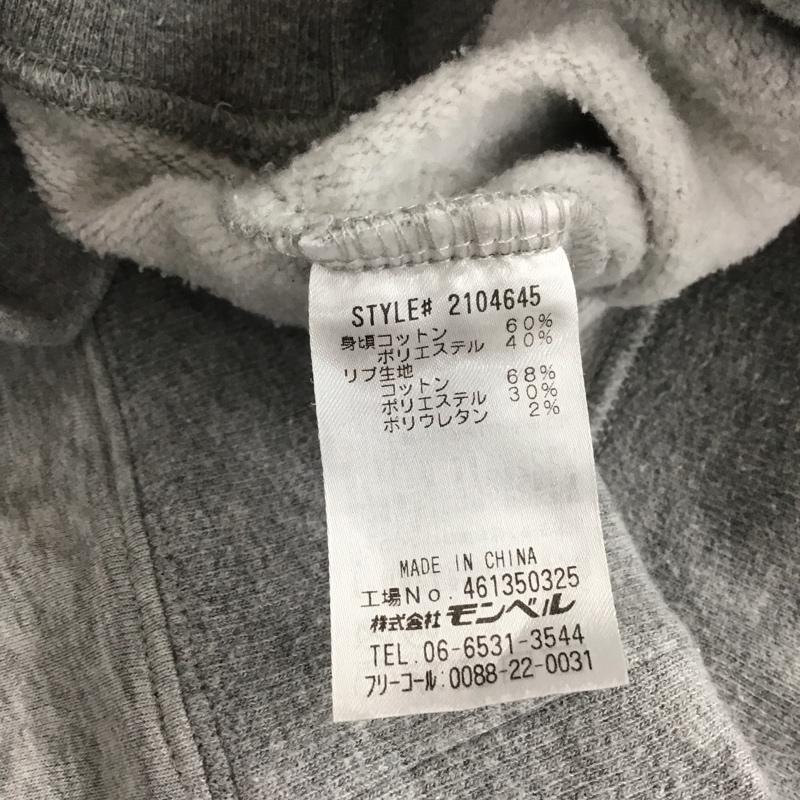 STYLE# 2104645
身頃コットン 60%
ポリエステル 40%
リブ生地
コットン 68%
ポリエステル 30%
ポリウレタン 2%
MADE IN CHINA
工場No. 461350325
株式会社 モンベル
TEL. 06-6531-3544
フリーコール:0088-22-0031